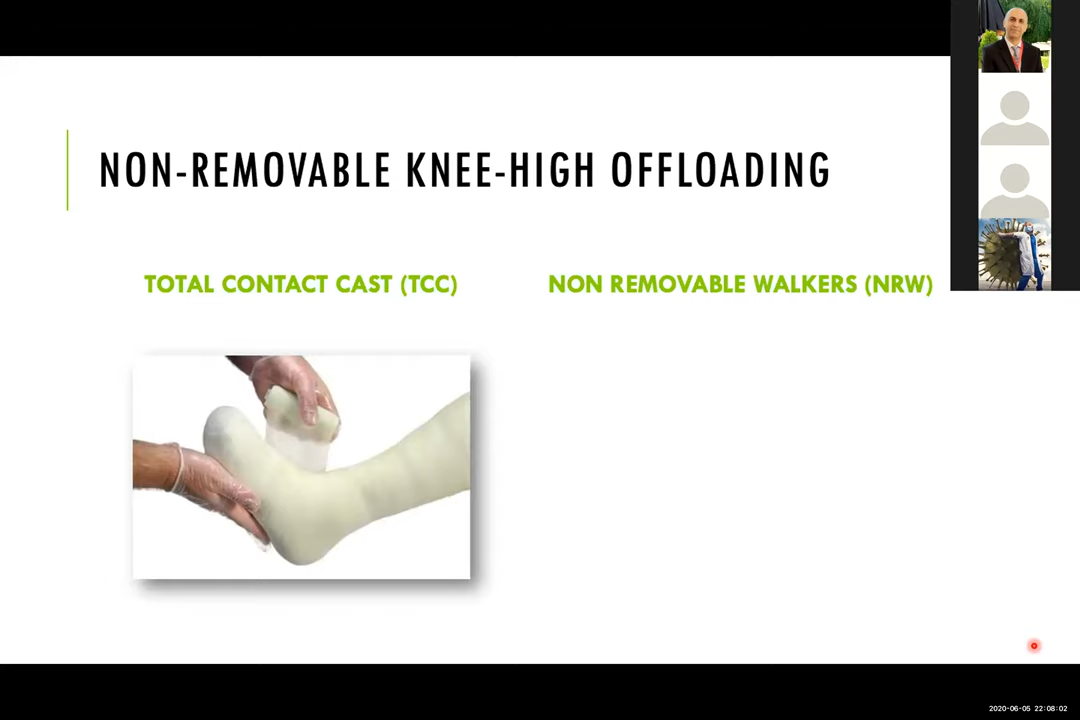 NON-REMOVABLE KNEE-HIGH OFFLOADING
TOTAL CONTACT CAST (TCC)
NON REMOVABLE WALKERS (NRW)
2020-06-05 22:08:02